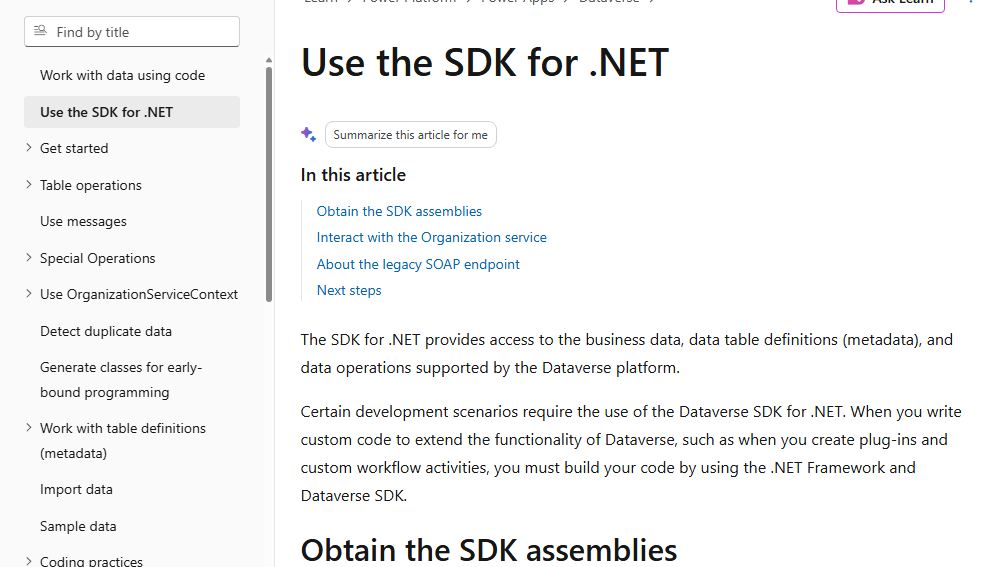 Learn > Power Platform > Power Apps > Dataverse >
Ask Learn
Find by title
Work with data using code
Use the SDK for .NET
Get started
Table operations
Use messages
Special Operations
Use OrganizationServiceContext
Detect duplicate data
Generate classes for early-
bound programming
Work with table definitions
(metadata)
Import data
Sample data
Coding practices
Use the SDK for .NET
Summarize this article for me
In this article
Obtain the SDK assemblies
Interact with the Organization service
About the legacy SOAP endpoint
Next steps
The SDK for .NET provides access to the business data, data table definitions (metadata), and
data operations supported by the Dataverse platform.
Certain development scenarios require the use of the Dataverse SDK for .NET. When you write
custom code to extend the functionality of Dataverse, such as when you create plug-ins and
custom workflow activities, you must build your code by using the .NET Framework and
Dataverse SDK.
Obtain the SDK assemblies